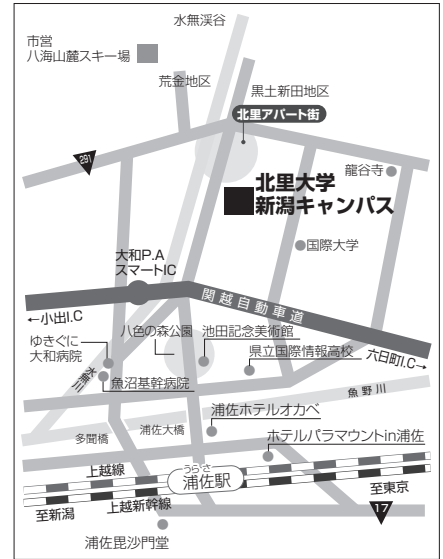 水無渓谷
市営
八海山麓スキー場
荒金地区
黒土新田地区
北里アパート街
291
龍谷寺
北里大学
新潟キャンパス
国際大学
大和P.A
スマートIC
関越自動車道
←小出I.C
六日町I.C→
ゆきぐに
大和病院
八色の森公園
池田記念美術館
県立国際情報高校
水無川
魚沼基幹病院
魚野川
浦佐ホテルオカベ
多聞橋
浦佐大橋
ホテルパラマウントin浦佐
上越線
うらさ
浦佐駅
至東京
至新潟
上越新幹線
17
浦佐毘沙門堂